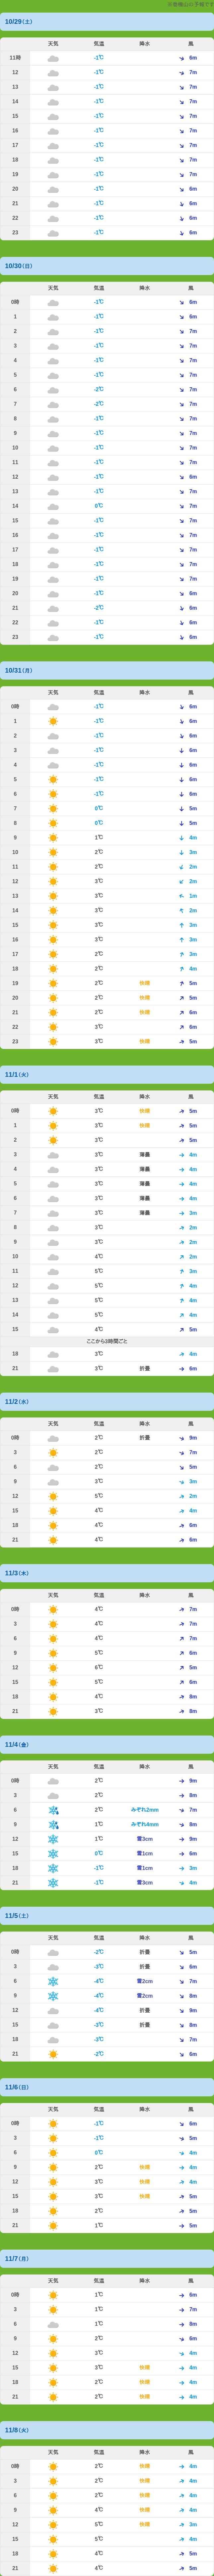 10/29(土)
天気 気温 降水 風
11時 -1℃ 6m
12 -1℃ 7m
13 -1℃ 7m
14 -1℃ 7m
15 -1℃ 7m
16 -1℃ 7m
17 -1℃ 7m
18 -1℃ 7m
19 -1℃ 7m
20 -1℃ 6m
21 -1℃ 6m
22 -1℃ 6m
23 -1℃ 6m
10/30(日)
天気 気温 降水 風
0時 -1℃ 6m
1 -1℃ 6m
2 -1℃ 7m
3 -1℃ 7m
4 -1℃ 7m
5 -1℃ 7m
6 -2℃ 7m
7 -2℃ 7m
8 -1℃ 7m
9 -1℃ 7m
10 -1℃ 7m
11 -1℃ 7m
12 -1℃ 6m
13 -1℃ 7m
14 0℃ 7m
15 -1℃ 7m
16 -1℃ 7m
17 -1℃ 7m
18 -1℃ 7m
19 -1℃ 7m
20 -1℃ 6m
21 -2℃ 6m
22 -1℃ 6m
23 -1℃ 6m
10/31(月)
天気 気温 降水 風
0時 -1℃ 6m
1 -1℃ 6m
2 -1℃ 6m
3 -1℃ 6m
4 -1℃ 6m
5 -1℃ 6m
6 -1℃ 6m
7 0℃ 5m
8 0℃ 5m
9 1℃ 4m
10 2℃ 3m
11 2℃ 2m
12 3℃ 2m
13 3℃ 1m
14 3℃ 2m
15 3℃ 3m
16 3℃ 3m
17 2℃ 3m
18 2℃ 4m
19 2℃ 快晴 5m
20 2℃ 快晴 5m
21 2℃ 快晴 6m
22 3℃ 6m
23 3℃ 快晴 5m
11/1(火)
天気 気温 降水 風
0時 3℃ 快晴 5m
1 3℃ 快晴 5m
2 3℃ 5m
3 3℃ 薄曇 4m
4 3℃ 薄曇 4m
5 3℃ 薄曇 4m
6 3℃ 薄曇 4m
7 3℃ 薄曇 3m
8 3℃ 2m
9 3℃ 2m
10 4℃ 2m
11 5℃ 3m
12 5℃ 4m
13 5℃ 4m
14 5℃ 4m
15 4℃ 5m
ここから3時間ごと
18 3℃ 4m
21 3℃ 折曇 6m
11/2(水)
天気 気温 降水 風
0時 2℃ 折曇 9m
3 2℃ 7m
6 2℃ 5m
9 3℃ 3m
12 5℃ 2m
15 4℃ 4m
18 4℃ 6m
21 4℃ 6m
11/3(木)
天気 気温 降水 風
0時 4℃ 7m
3 4℃ 7m
6 4℃ 7m
9 5℃ 6m
12 6℃ 5m
15 5℃ 6m
18 4℃ 8m
21 3℃ 8m
11/4(金)
天気 気温 降水 風
0時 2℃ 9m
3 2℃ 8m
6 2℃ みぞれ2mm 7m
9 1℃ みぞれ4mm 8m
12 1℃ 雪3cm 9m
15 0℃ 雪1cm 6m
18 -1℃ 雪1cm 3m
21 -1℃ 雪3cm 4m
11/5(土)
天気 気温 降水 風
0時 -2℃ 折曇 5m
3 -3℃ 折曇 6m
6 -4℃ 雪2cm 7m
9 -4℃ 雪2cm 8m
12 -4℃ 折曇 9m
15 -3℃ 折曇 8m
18 -3℃ 7m
21 -2℃ 6m
11/6(日)
天気 気温 降水 風
0時 -1℃ 6m
3 -1℃ 5m
6 0℃ 4m
9 2℃ 快晴 4m
12 3℃ 快晴 4m
15 3℃ 快晴 5m
18 2℃ 5m
21 1℃ 5m
11/7(月)
天気 気温 降水 風
0時 1℃ 6m
3 1℃ 7m
6 1℃ 8m
9 2℃ 6m
12 3℃ 4m
15 3℃ 快晴 4m
18 2℃ 快晴 4m
21 2℃ 快晴 4m
11/8(火)
天気 気温 降水 風
0時 2℃ 快晴 4m
3 2℃ 快晴 4m
6 2℃ 快晴 4m
9 4℃ 快晴 4m
12 5℃ 快晴 3m
15 5℃ 4m
18 4℃ 5m
21 4℃ 5m